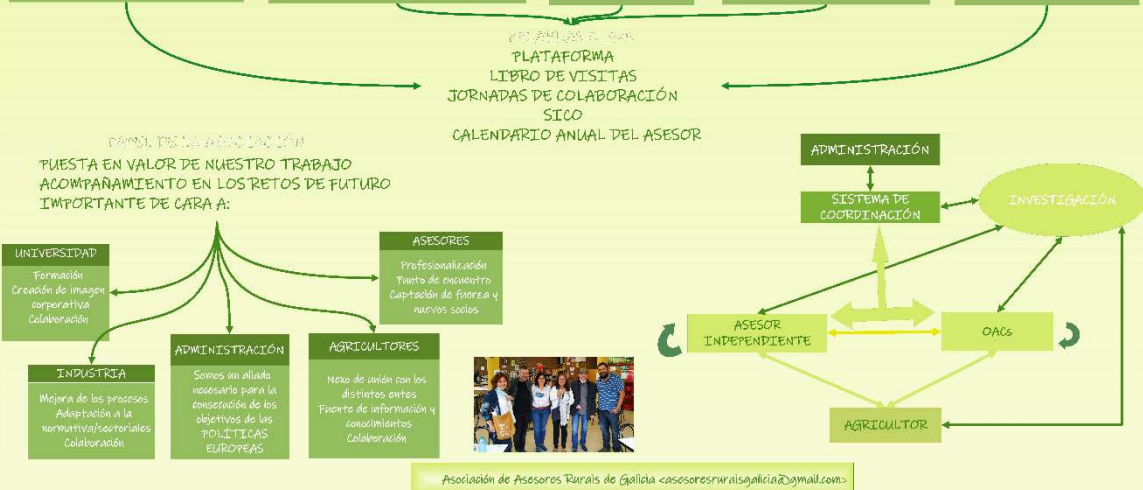 PLATAFORMA
LIBRO DE VISITAS
JORNADAS DE COLABORACIÓN
SICO
CALENDARIO ANUAL DEL ASESOR
PAPEL DE LA ASOCIACIÓN
PUESTA EN VALOR DE NUESTRO TRABAJO
ACOMPAÑAMIENTO EN LOS RETOS DE FUTURO
IMPORTANTE DE CARA A:
UNIVERSIDAD
Formación
Creación de imagen
corporativa
Colaboración
ASESORES
Profesionalización
Punto de encuentro
Captación de fuerza y
nuevos socios
INDUSTRIA
Mejora de los procesos
Adaptación a la
normativa/sectoriales
Colaboración
ADMINISTRACIÓN
Somos un aliado
necesario para la
consecución de los
objetivos de las
POLÍTICAS
EUROPEAS
AGRICULTORES
Nexo de unión con los
distintos entes
Fuente de información y
conocimientos
Colaboración
ADMINISTRACIÓN
SISTEMA DE
COORDINACIÓN
INVESTIGACIÓN
ASESOR
INDEPENDIENTE
OACs
AGRICULTOR
Asociación de Asesores Rurais de Galicia <asesoresruraisgalicia@gmail.com>